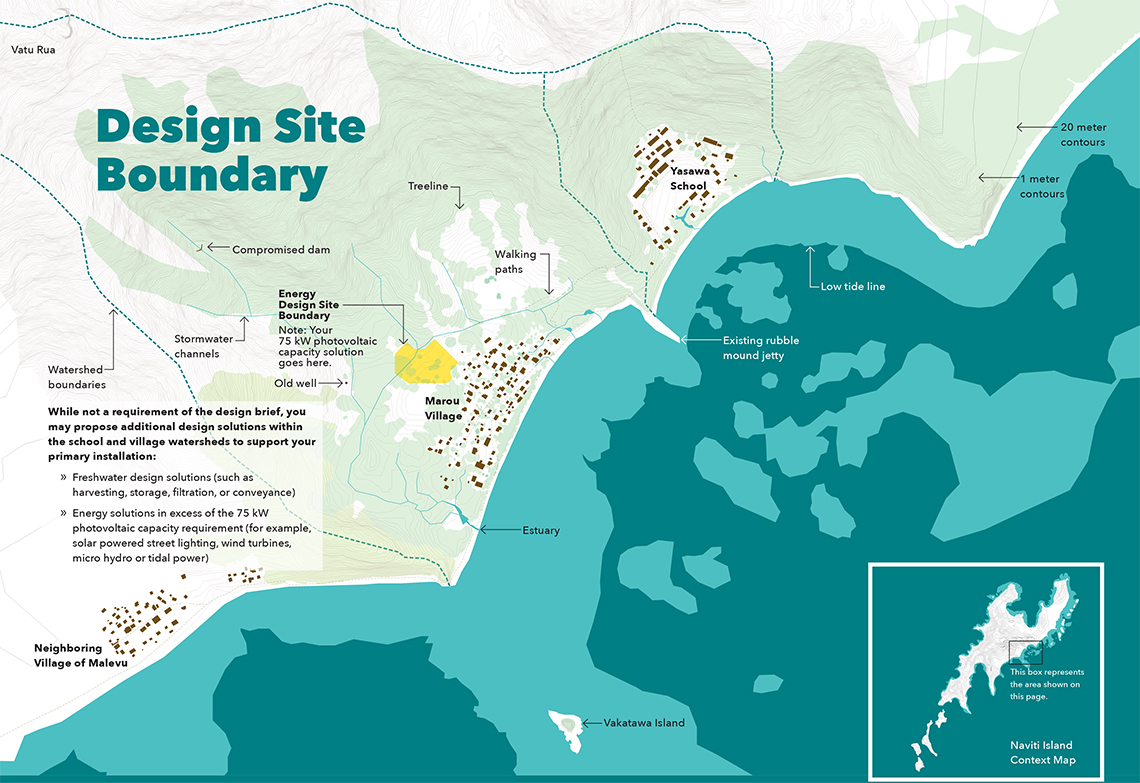 Vatu Rua
Design Site
Boundary
20 meter
contours
1 meter
contours
Yasawa
School
Treeline
Walking
paths
Compromised dam
Low tide line
Energy
Design Site
Boundary
Note: Your
75 kW photovoltaic
capacity solution
goes here.
Stormwater
channels
Existing rubble
mound jetty
Watershed
boundaries
Old well
Marou
Village
While not a requirement of the design brief, you
may propose additional design solutions within
the school and village watersheds to support your
primary installation:
» Freshwater design solutions (such as
harvesting, storage, filtration, or conveyance)
» Energy solutions in excess of the 75 kW
photovoltaic capacity requirement (for example,
solar powered street lighting, wind turbines,
micro hydro or tidal power)
Estuary
Neighboring
Village of Malevu
Vakatawa Island
This box represents
the area shown on
this page.
Naviti Island
Context Map